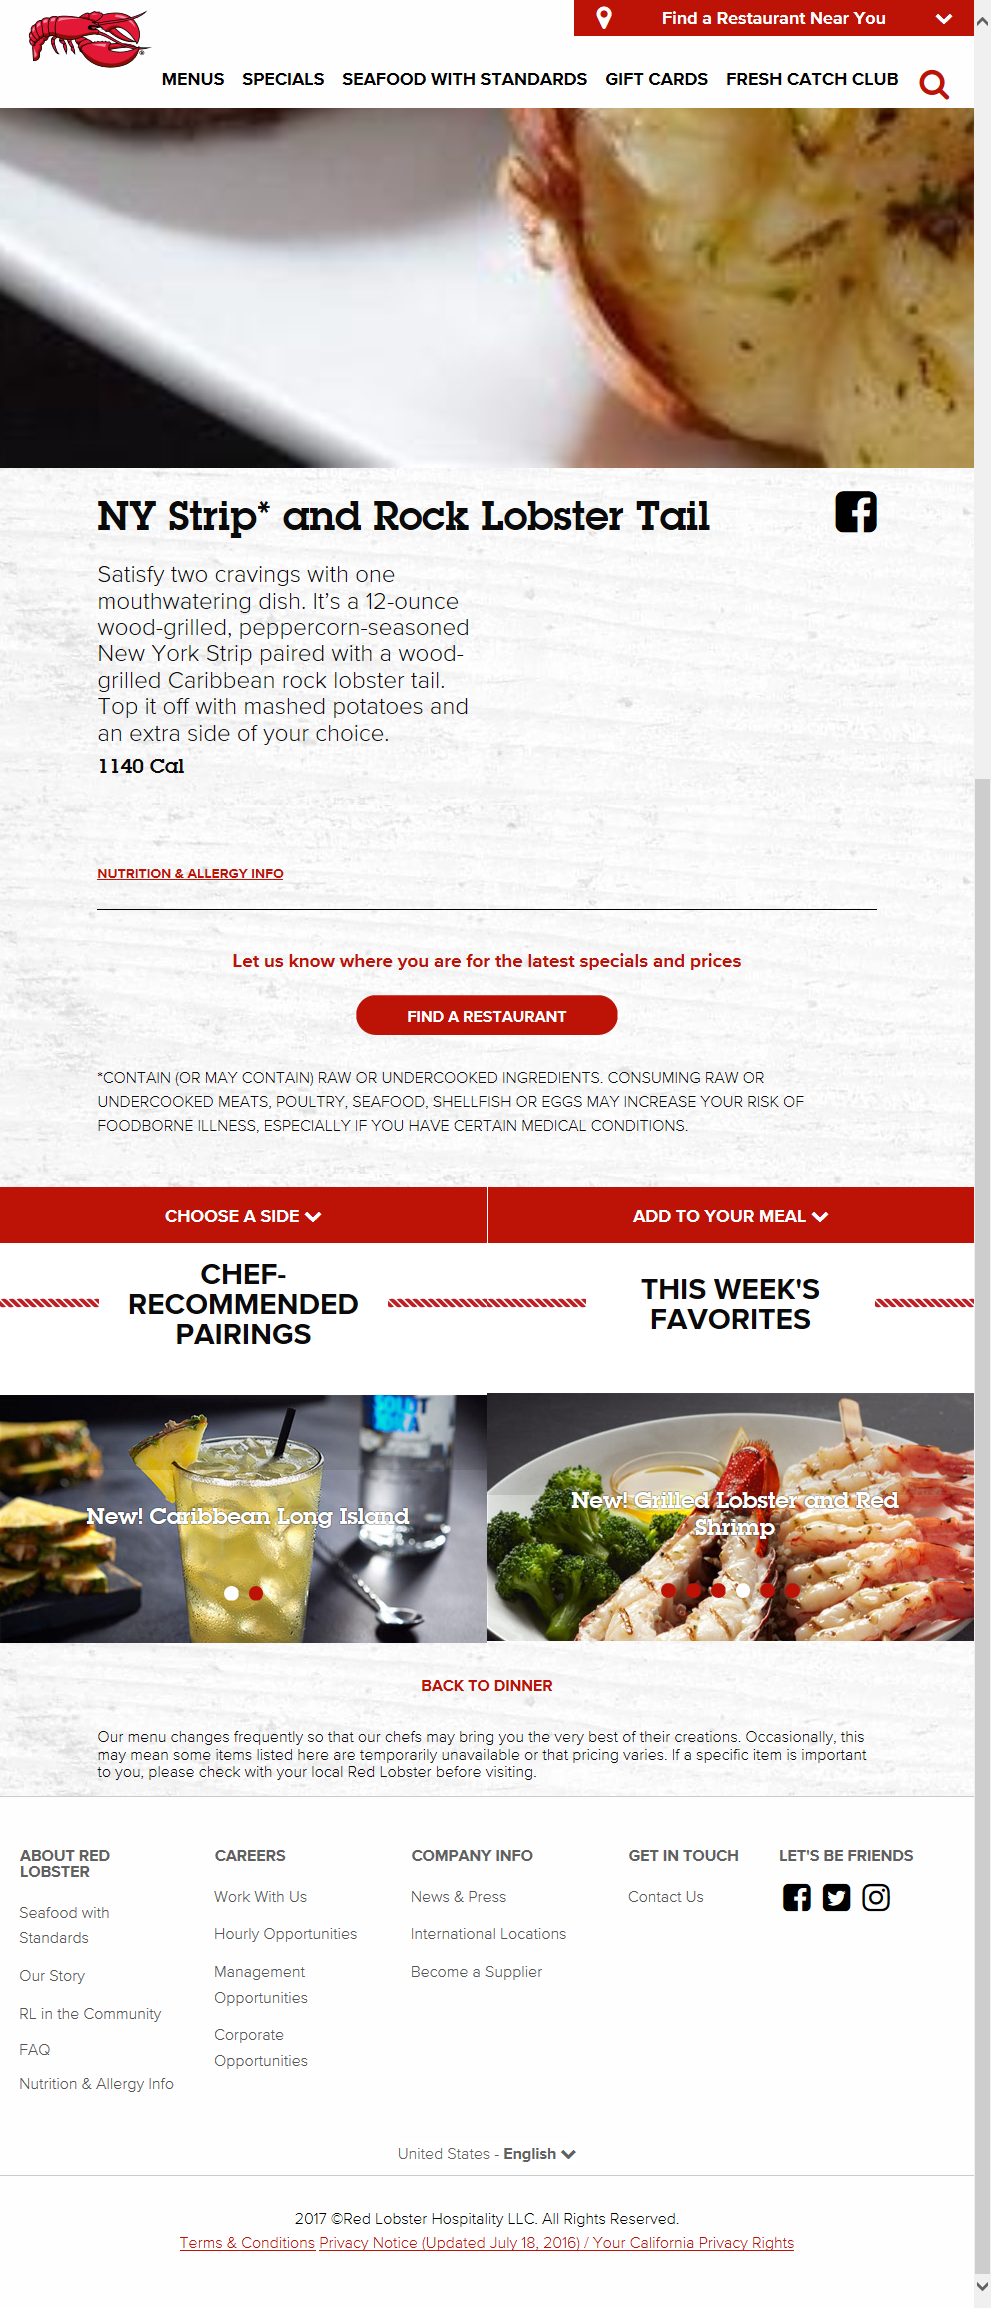 Find a Restaurant Near You
MENUS SPECIALS SEAFOOD WITH STANDARDS GIFT CARDS FRESH CATCH CLUB
NY Strip* and Rock Lobster Tail
Satisfy two cravings with one
mouthwatering dish. It's a 12-ounce
wood-grilled, peppercorn-seasoned
New York Strip paired with a wood-
grilled Caribbean rock lobster tail.
Top it off with mashed potatoes and
an extra side of your choice.
1140 Cal
NUTRITION & ALLERGY INFO
Let us know where you are for the latest specials and prices
FIND A RESTAURANT
*CONTAIN (OR MAY CONTAIN) RAW OR UNDERCOOKED INGREDIENTS. CONSUMING RAW OR
UNDERCOOKED MEATS, POULTRY, SEAFOOD, SHELLFISH OR EGGS MAY INCREASE YOUR RISK OF
FOODBORNE ILLNESS, ESPECIALLY IF YOU HAVE CERTAIN MEDICAL CONDITIONS.
CHOOSE A SIDE
ADD TO YOUR MEAL
CHEF-
RECOMMENDED
PAIRINGS
THIS WEEK'S
FAVORITES
New! Caribbean Long Island
New! Grilled Lobster and Red
Shrimp
BACK TO DINNER
Our menu changes frequently so that our chefs may bring you the very best of their creations. Occasionally, this
may mean some items listed here are temporarily unavailable or that pricing varies. If a specific item is important
to you, please check with your local Red Lobster before visiting.
ABOUT RED
LOBSTER
Seafood with
Standards
Our Story
RL in the Community
FAQ
Nutrition & Allergy Info
CAREERS
Work With Us
Hourly Opportunities
Management
Opportunities
Corporate
Opportunities
COMPANY INFO
News & Press
International Locations
Become a Supplier
GET IN TOUCH
Contact Us
LET'S BE FRIENDS
United States - English
2017 ©Red Lobster Hospitality LLC. All Rights Reserved.
Terms & Conditions Privacy Notice (Updated July 18, 2016) / Your California Privacy Rights